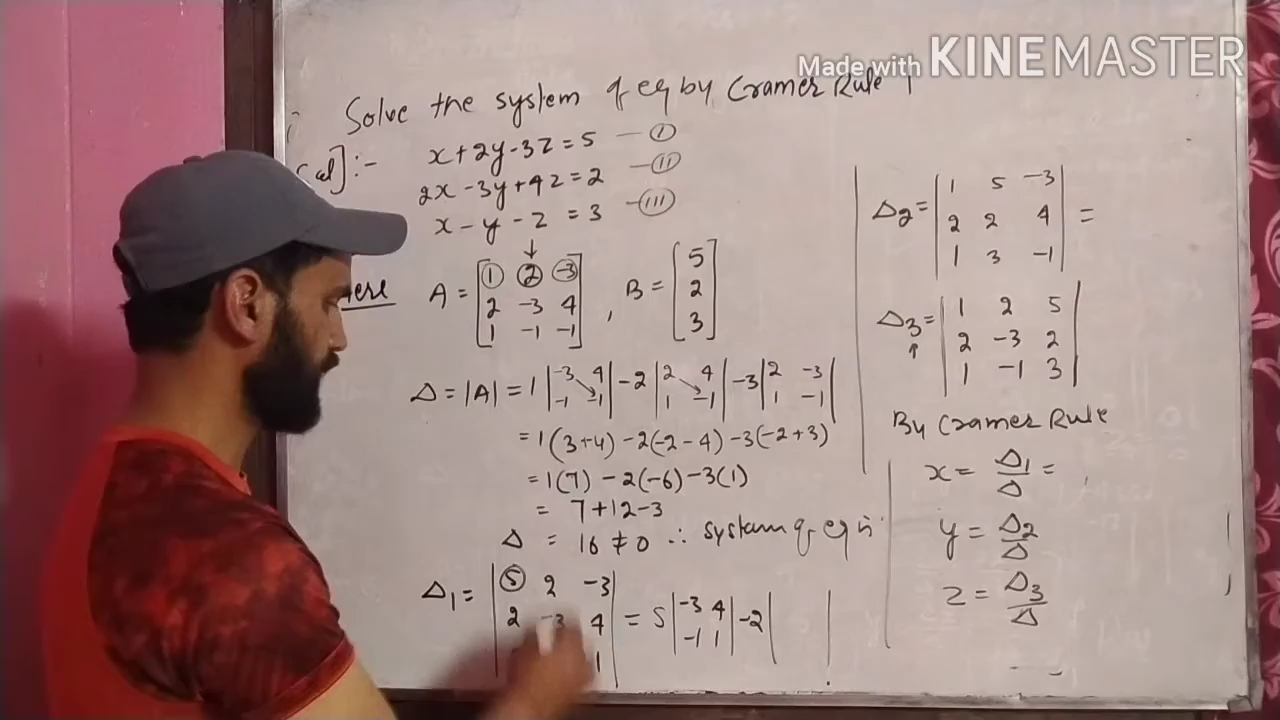 Made with KINEMASTER
Solve the system of eq by Cramer Rule
x+2y-3z=5 —(I)
2x-3y+4z=2 —(II)
x-y-z=3 —(III)
↓
A = [1 2 -3
2 -3 4
1 -1 -1] , B = [5
2
3]
Δ = |A| = 1 |-3 4
-1 -1| -2 |2 4
1 -1| -3 |2 -3
1 -1|
=1(3+4) -2(-2-4) -3(-2+3)
=1(7) -2(-6) -3(1)
= 7+12-3
Δ = 16 ≠ 0 ∴ system of eq is
Δ1 = |5 2 -3
2 -3 4
1| = 5 |-3 4
-1 1| -2 | |
Δ2 = |1 5 -3
2 2 4
1 3 -1| =
Δ3 = |1 2 5
2 -3 2
1 -1 3|
↑
By Cramer Rule
x = Δ1/Δ =
y = Δ2/Δ
z = Δ3/Δ